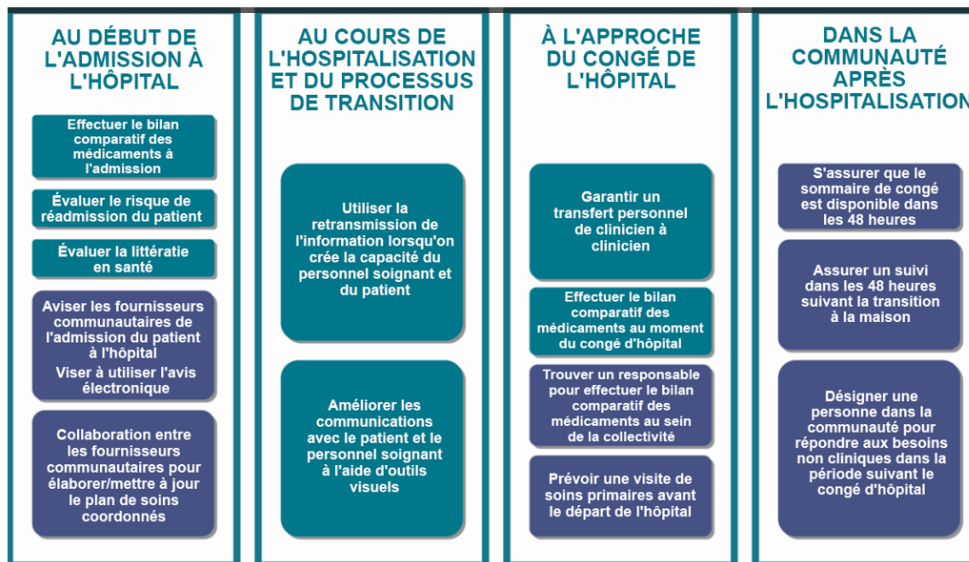 AU DÉBUT DE
L'ADMISSION À
L'HÔPITAL
Effectuer le bilan
comparatif des
médicaments à
l'admission
Évaluer le risque de
réadmission du patient
Évaluer la littératie
en santé
Aviser les fournisseurs
communautaires de
l'admission du patient
à l'hôpital
Viser à utiliser l'avis
électronique
Collaboration entre
les fournisseurs
communautaires pour
élaborer/mettre à jour
le plan de soins
coordonnés
AU COURS DE
L'HOSPITALISATION
ET DU PROCESSUS
DE TRANSITION
Utiliser la
retransmission de
l'information lorsqu'on
crée la capacité du
personnel soignant et
du patient
Améliorer les
communications
avec le patient et le
personnel soignant
à l'aide d'outils
visuels
À L'APPROCHE
DU CONGÉ DE
L'HÔPITAL
Garantir un
transfert personnel
de clinicien à
clinicien
Effectuer le bilan
comparatif des
médicaments au moment
du congé d'hôpital
Trouver un responsable
pour effectuer le bilan
comparatif des
médicaments au sein
de la collectivité
Prévoir une visite de
soins primaires avant
le départ de l'hôpital
DANS LA
COMMUNAUTÉ
APRÈS
L'HOSPITALISATION
S'assurer que le
sommaire de congé
est disponible dans
les 48 heures
Assurer un suivi
dans les 48 heures
suivant la transition
à la maison
Désigner une
personne dans la
communauté pour
répondre aux besoins
non cliniques dans la
période suivant le
congé d'hôpital